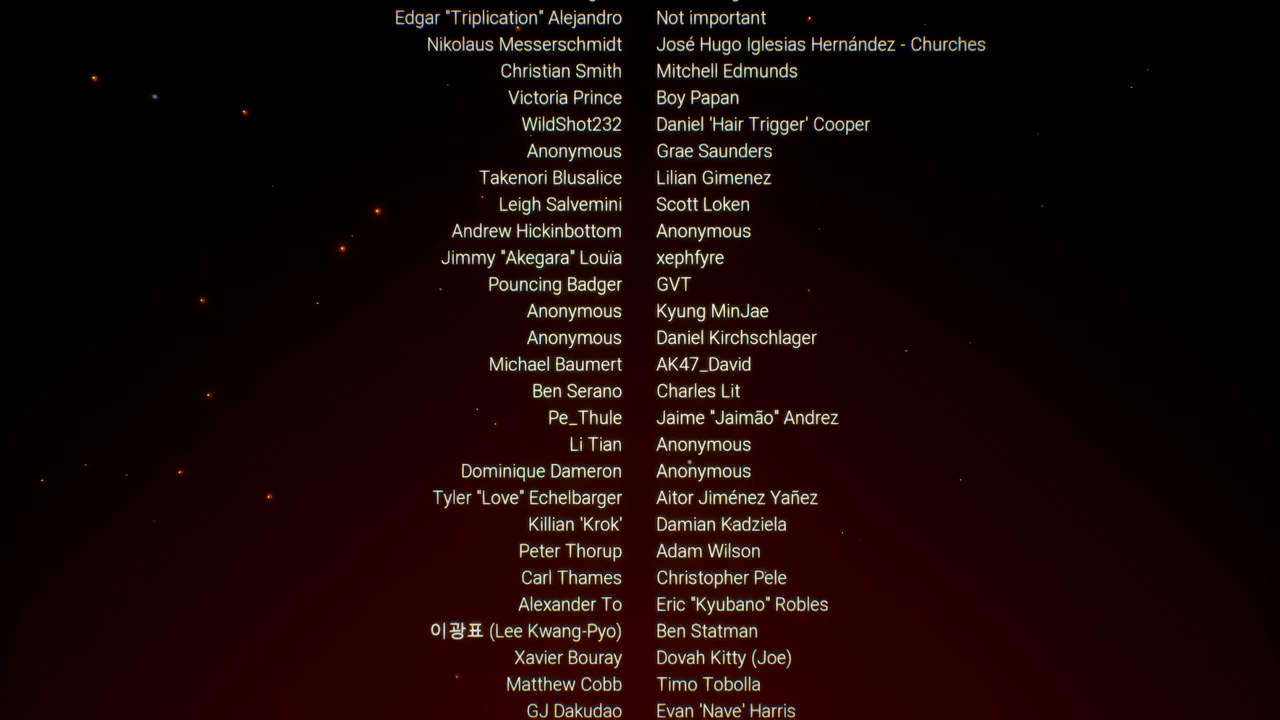 Edgar "Triplication" Alejandro Not important
Nikolaus Messerschmidt José Hugo Iglesias Hernández - Churches
Christian Smith Mitchell Edmunds
Victoria Prince Boy Papan
WildShot232 Daniel 'Hair Trigger' Cooper
Anonymous Grae Saunders
Takenori Blusalice Lilian Gimenez
Leigh Salvemini Scott Loken
Andrew Hickinbottom Anonymous
Jimmy "Akegara" Louïa xephfyre
Pouncing Badger GVT
Anonymous Kyung MinJae
Anonymous Daniel Kirchschlager
Michael Baumert AK47_David
Ben Serano Charles Lit
Pe_Thule Jaime "Jaimão" Andrez
Li Tian Anonymous
Dominique Dameron Anonymous
Tyler "Love" Echelbarger Aitor Jiménez Yañez
Killian 'Krok' Damian Kadziela
Peter Thorup Adam Wilson
Carl Thames Christopher Pele
Alexander To Eric "Kyubano" Robles
이광표 (Lee Kwang-Pyo) Ben Statman
Xavier Bouray Dovah Kitty (Joe)
Matthew Cobb Timo Tobolla
GJ Dakudao Evan 'Nave' Harris